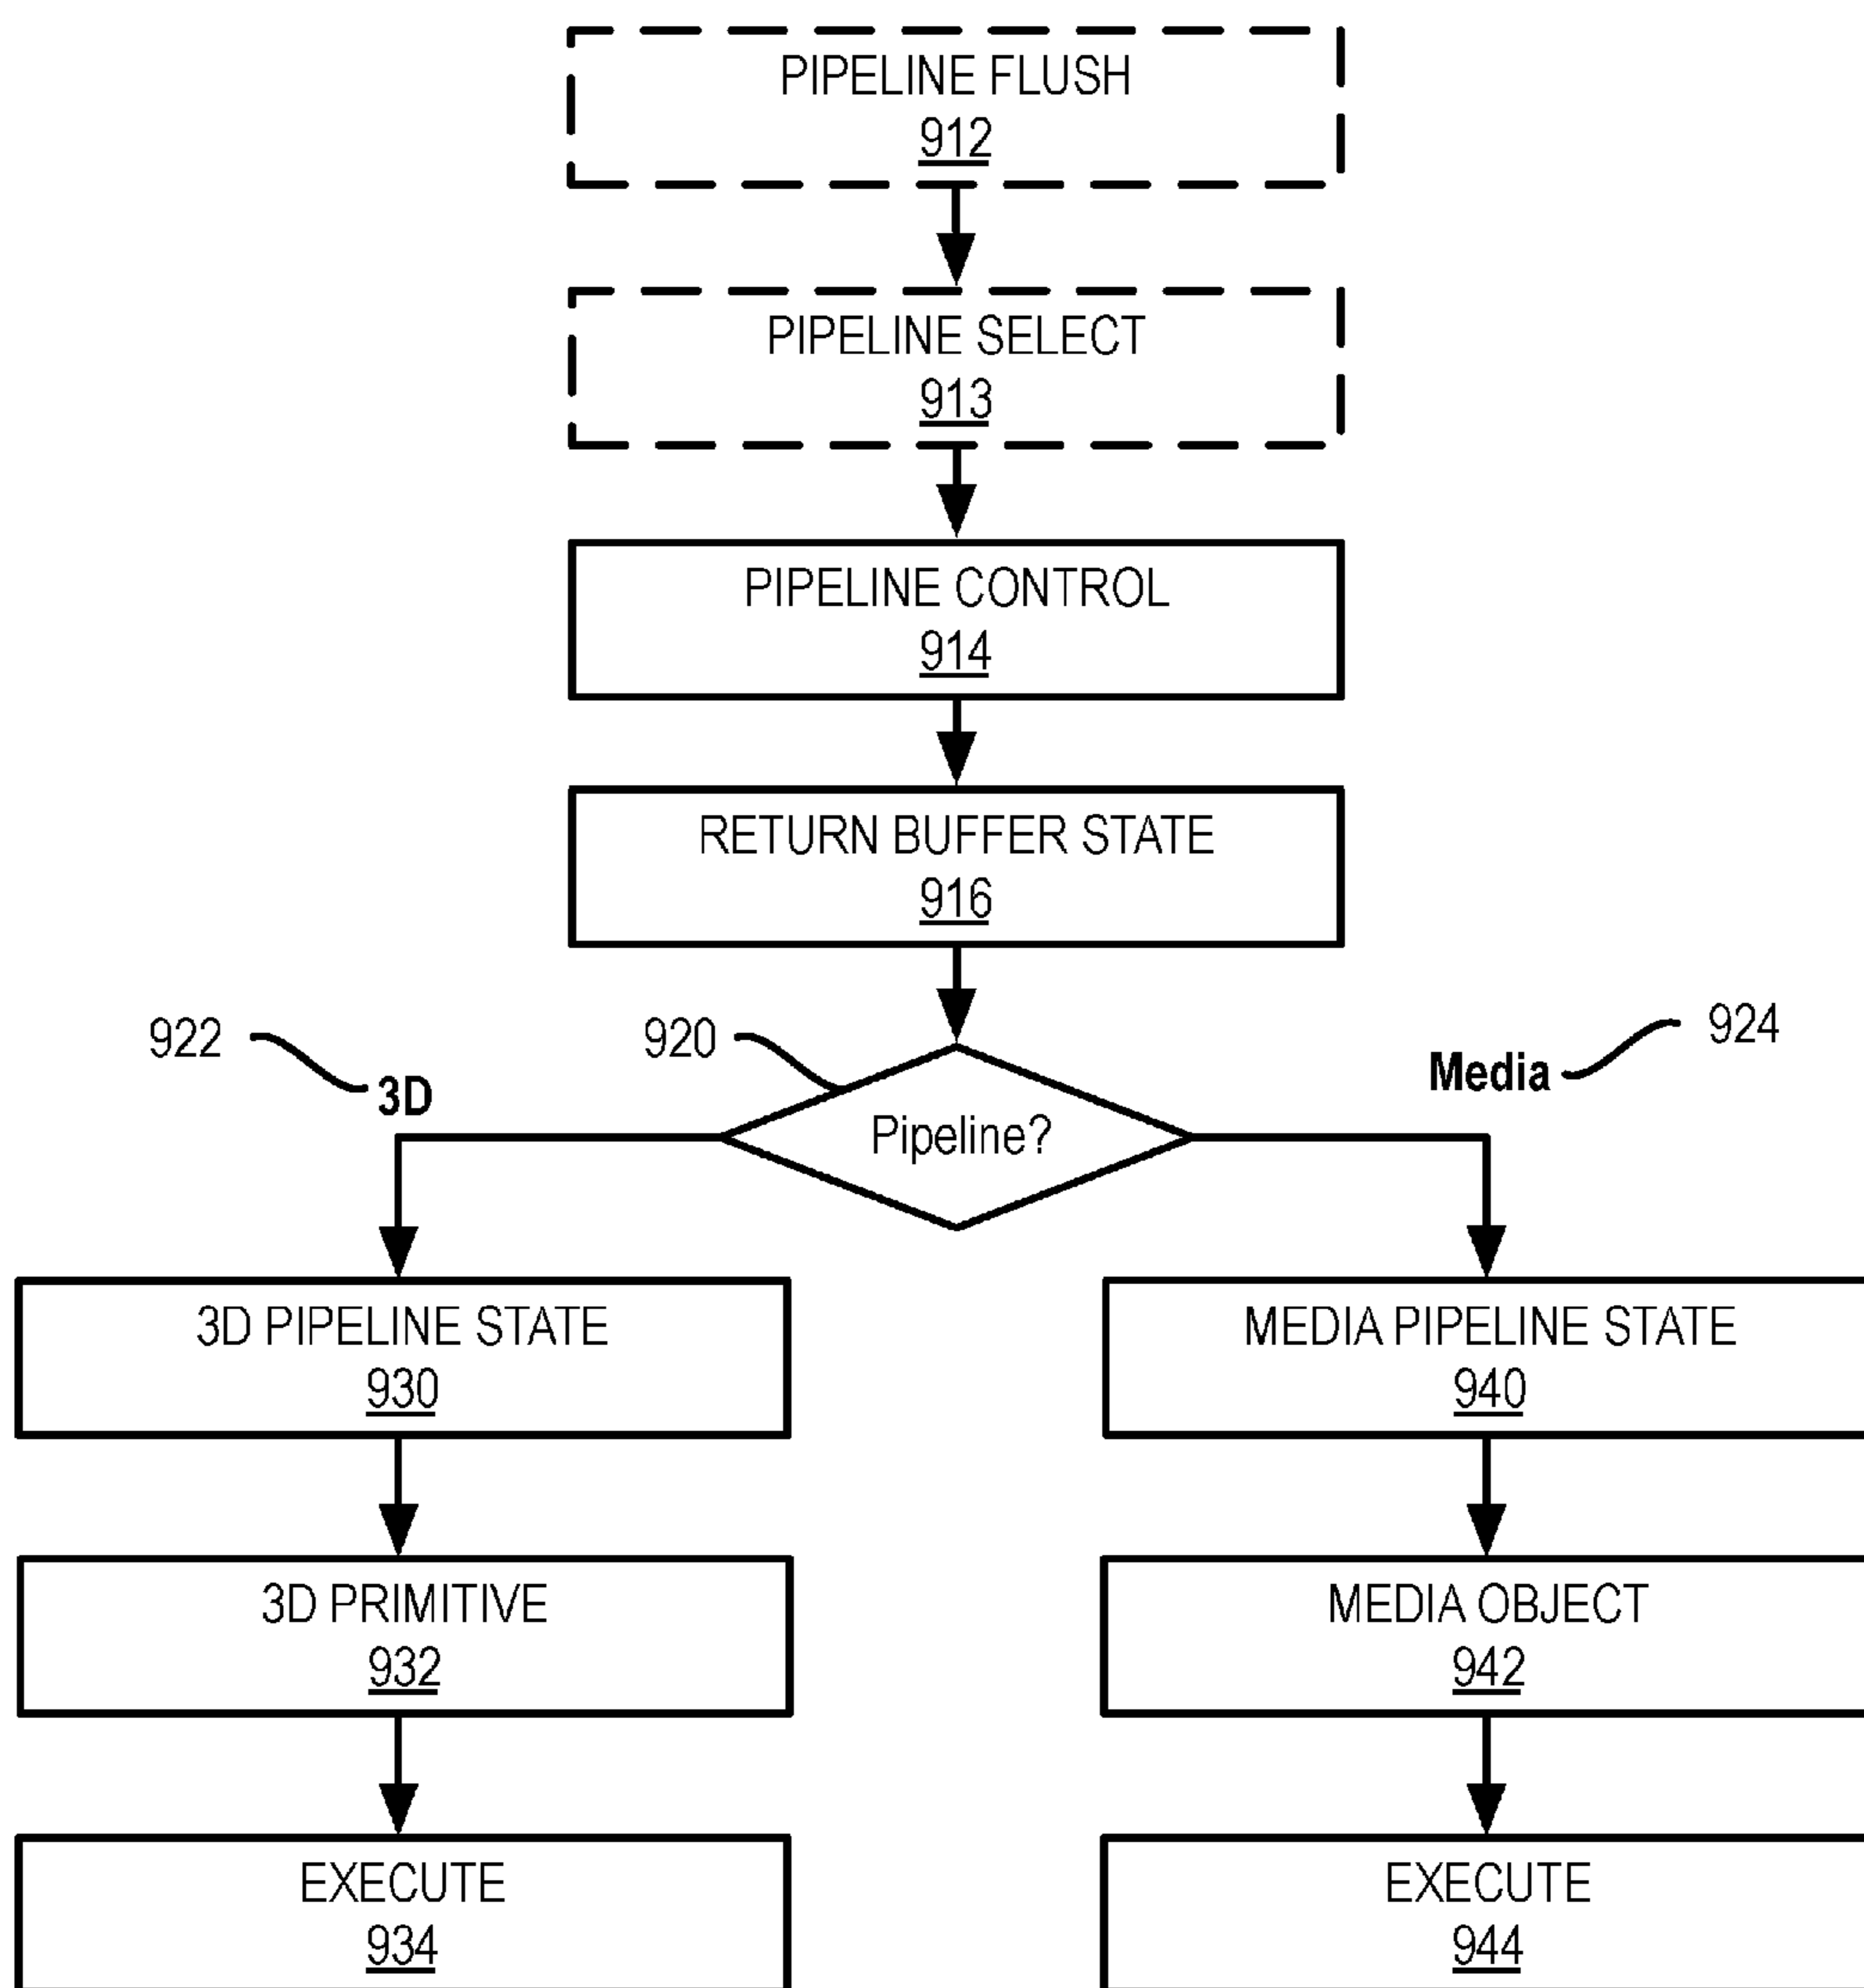 PIPELINE FLUSH
912
PIPELINE SELECT
913
PIPELINE CONTROL
914
RETURN BUFFER STATE
916
922
920
924
3D
Media
Pipeline?
3D PIPELINE STATE
930
MEDIA PIPELINE STATE
940
3D PRIMITIVE
932
MEDIA OBJECT
942
EXECUTE
934
EXECUTE
944